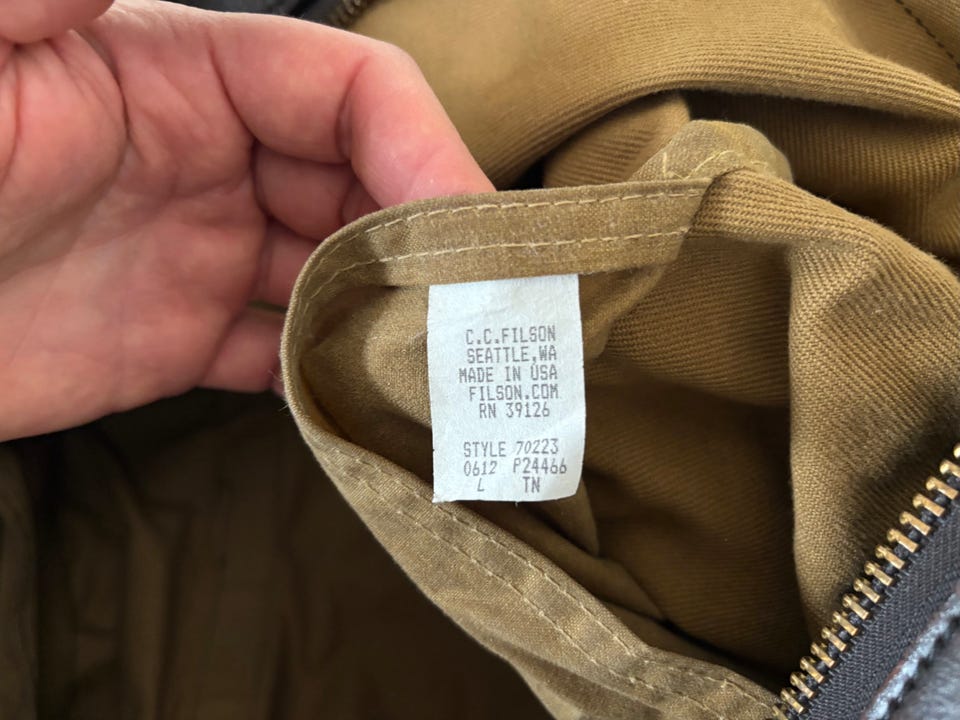 C.C.FILSON
SEATTLE,WA
MADE IN USA
FILSON.COM
RN 39126
STYLE 70223
0612 P24466
L TN